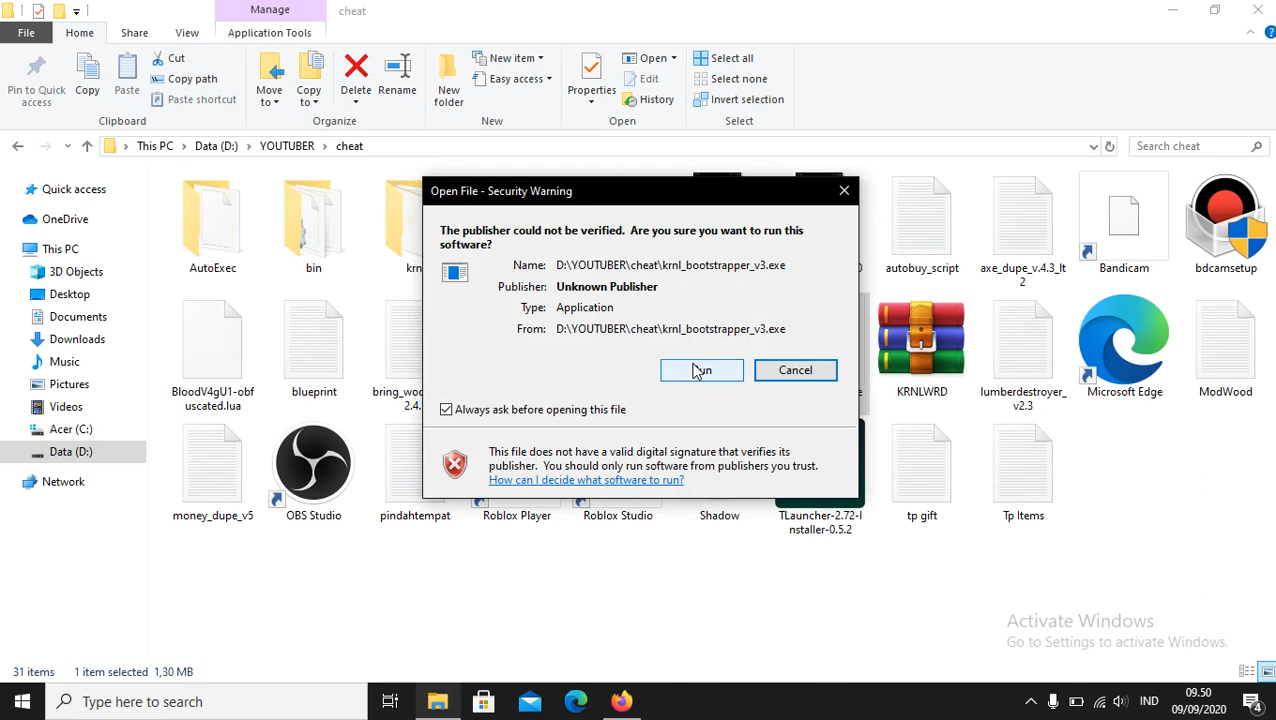 Manage
cheat
File
Home
Share
View
Application Tools
Pin to Quick access
Copy
Paste
Cut
Copy path
Paste shortcut
Clipboard
Move to
Copy to
Delete
Rename
Organize
New folder
New item
Easy access
New
Properties
Open
Edit
History
Open
Select all
Select none
Invert selection
Select
This PC > Data (D:) > YOUTUBER > cheat
Search cheat
Quick access
OneDrive
This PC
3D Objects
Desktop
Documents
Downloads
Music
Pictures
Videos
Acer (C:)
Data (D:)
Network
AutoExec
bin
autobuy_script
axe_dupe_v.4.3_lt
2
Bandicam
bdcamsetup
Open File - Security Warning
The publisher could not be verified. Are you sure you want to run this
software?
Name: D:\YOUTUBER\cheat\krnl_bootstrapper_v3.exe
Publisher: Unknown Publisher
Type: Application
From: D:\YOUTUBER\cheat\krnl_bootstrapper_v3.exe
Cancel
Always ask before opening this file
This file does not have a valid digital signature that verifies its
publisher. You should only run software from publishers you trust.
How can I decide what software to run?
BloodV4gU1-obf
uscated.lua
blueprint
KRNLWRD
lumberdestroyer_
v2.3
Microsoft Edge
ModWood
money_dupe_v5
OBS Studio
pindahtempat
Roblox Player
Roblox Studio
Shadow
TLauncher-2.72-I
nstaller-0.5.2
tp gift
Tp Items
Activate Windows
Go to Settings to activate Windows.
31 items
1 item selected 1,30 MB
Type here to search
IND
09.50
09/09/2020
4